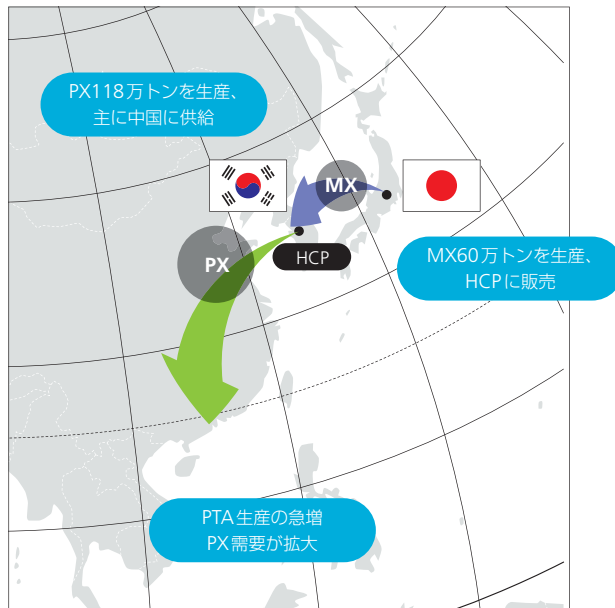 PX118万トンを生産、
主に中国に供給
MX
PX
HCP
MX60万トンを生産、
HCPに販売
PTA生産の急増
PX需要が拡大